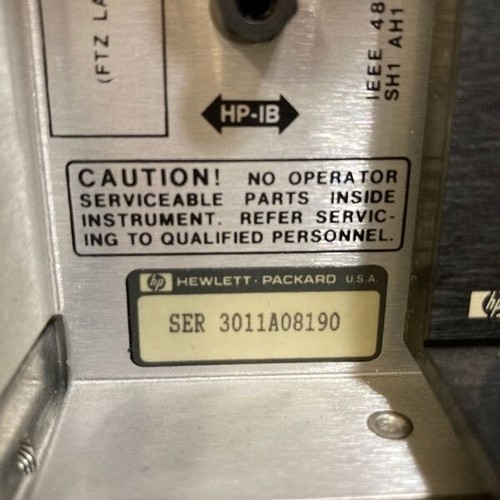 (FTZ LA
IEEE 48
SH1 AH1
HP-IB
CAUTION! NO OPERATOR
SERVICEABLE PARTS INSIDE
INSTRUMENT. REFER SERVIC-
ING TO QUALIFIED PERSONNEL.
hp HEWLETT·PACKARD U.S.A.
SER 3011A08190
hp